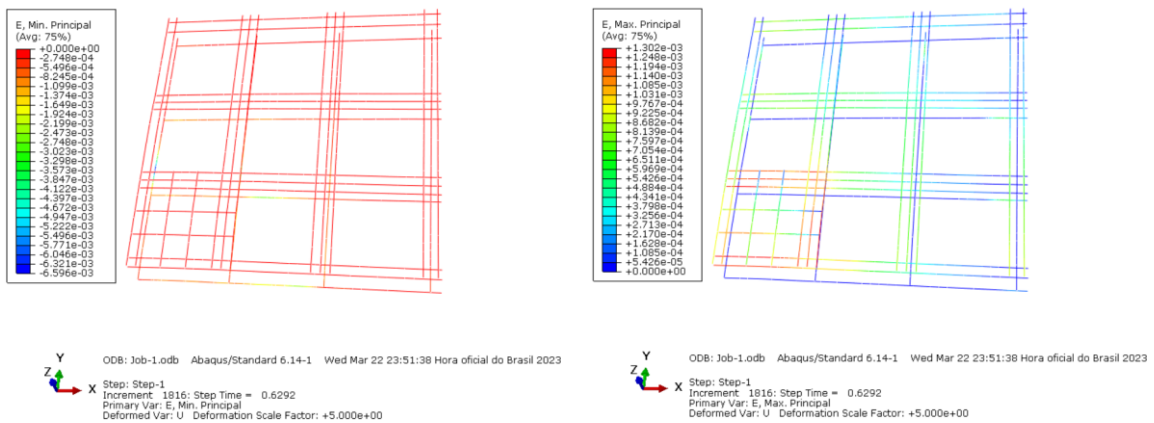 E, Min. Principal
(Avg: 75%)
+0.000e+00
-2.748e-04
-5.496e-04
-8.245e-04
-1.099e-03
-1.374e-03
-1.649e-03
-1.924e-03
-2.199e-03
-2.473e-03
-2.748e-03
-3.023e-03
-3.298e-03
-3.573e-03
-3.847e-03
-4.122e-03
-4.397e-03
-4.672e-03
-4.947e-03
-5.222e-03
-5.496e-03
-5.771e-03
-6.046e-03
-6.321e-03
-6.596e-03
Y
Z
X
ODB: Job-1.odb Abaqus/Standard 6.14-1 Wed Mar 22 23:51:38 Hora oficial do Brasil 2023
Step: Step-1
Increment 1816: Step Time = 0.6292
Primary Var: E, Min. Principal
Deformed Var: U Deformation Scale Factor: +5.000e+00
E, Max. Principal
(Avg: 75%)
+1.302e-03
+1.248e-03
+1.194e-03
+1.140e-03
+1.085e-03
+1.031e-03
+9.767e-04
+9.225e-04
+8.682e-04
+8.139e-04
+7.597e-04
+7.054e-04
+6.511e-04
+5.969e-04
+5.426e-04
+4.884e-04
+4.341e-04
+3.798e-04
+3.256e-04
+2.713e-04
+2.170e-04
+1.628e-04
+1.085e-04
+5.426e-05
+0.000e+00
Y
Z
X
ODB: Job-1.odb Abaqus/Standard 6.14-1 Wed Mar 22 23:51:38 Hora oficial do Brasil 2023
Step: Step-1
Increment 1816: Step Time = 0.6292
Primary Var: E, Max. Principal
Deformed Var: U Deformation Scale Factor: +5.000e+00